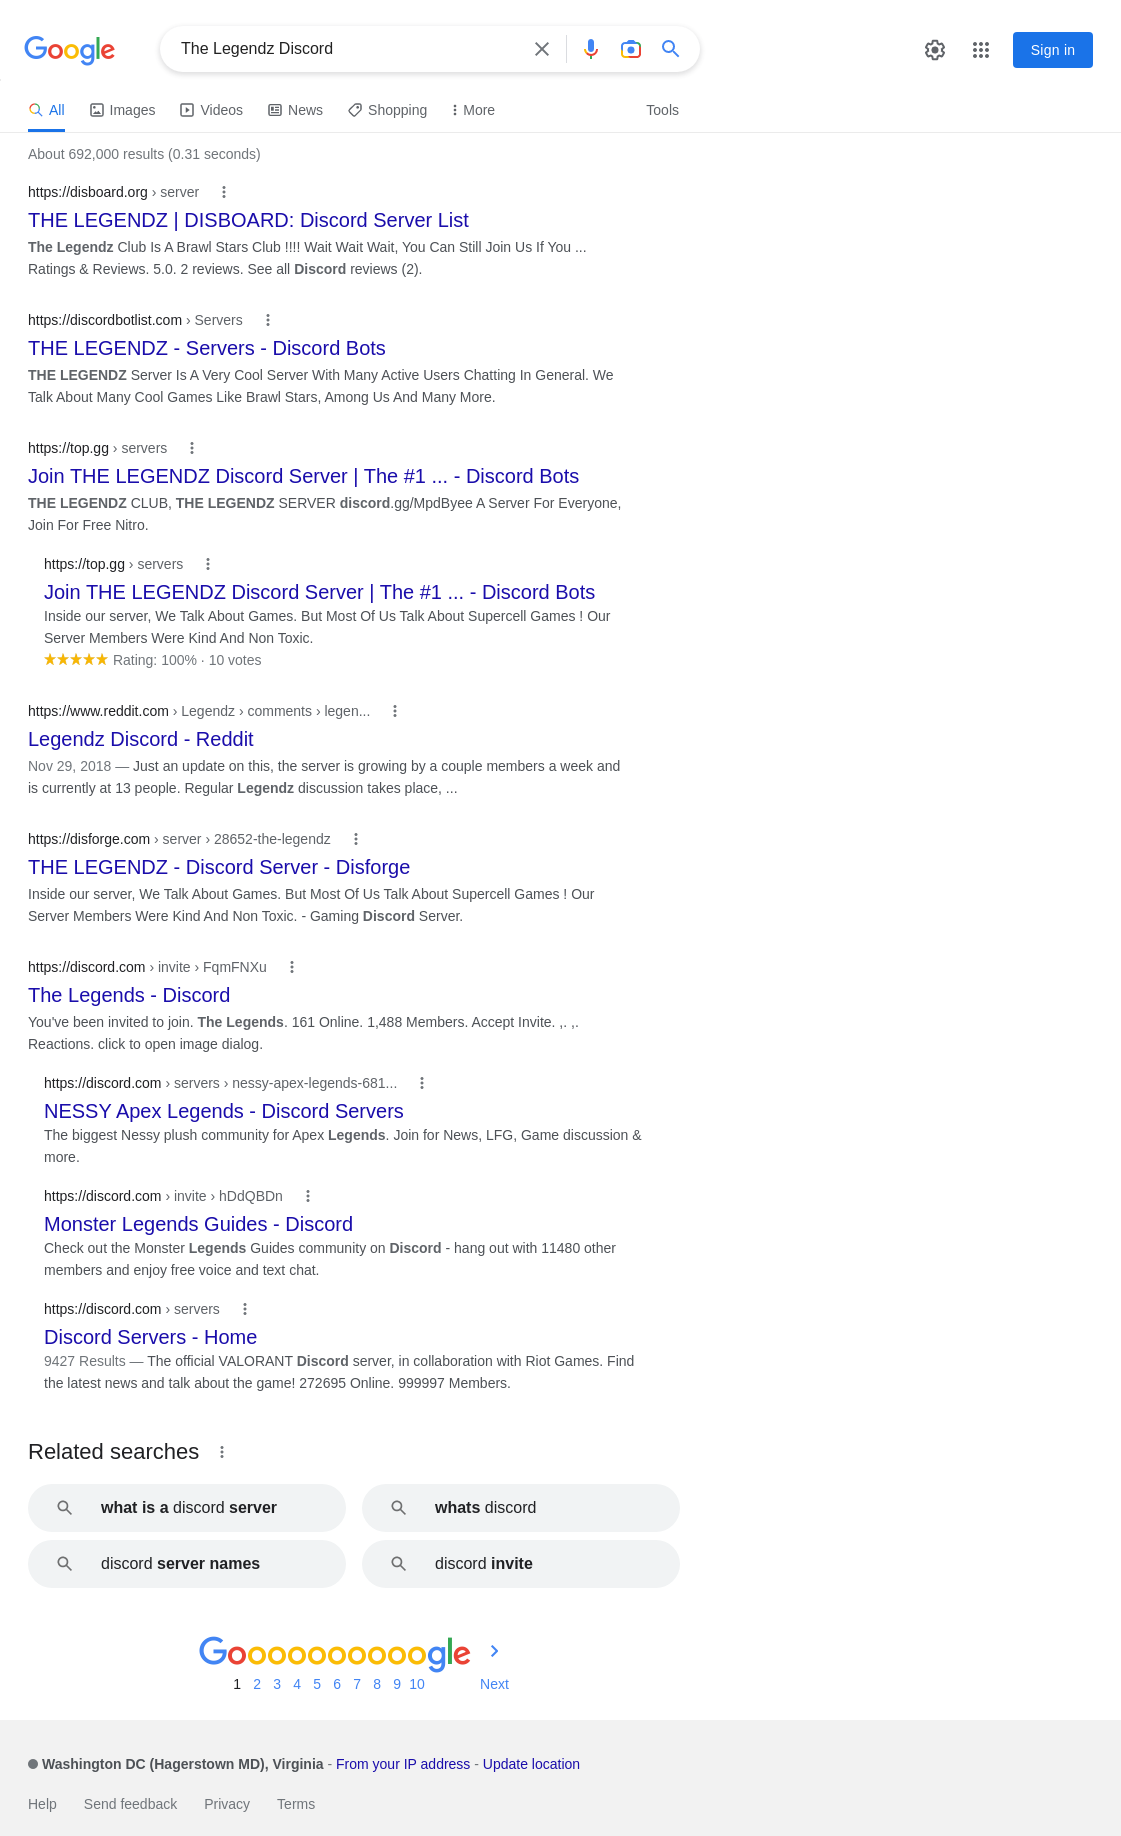 Google
The Legendz Discord
Sign in
All Images Videos News Shopping More Tools
About 692,000 results (0.31 seconds)
https://disboard.org › server
THE LEGENDZ | DISBOARD: Discord Server List
The Legendz Club Is A Brawl Stars Club !!!! Wait Wait Wait, You Can Still Join Us If You ...
Ratings & Reviews. 5.0. 2 reviews. See all Discord reviews (2).
https://discordbotlist.com › Servers
THE LEGENDZ - Servers - Discord Bots
THE LEGENDZ Server Is A Very Cool Server With Many Active Users Chatting In General. We
Talk About Many Cool Games Like Brawl Stars, Among Us And Many More.
https://top.gg › servers
Join THE LEGENDZ Discord Server | The #1 ... - Discord Bots
THE LEGENDZ CLUB, THE LEGENDZ SERVER discord.gg/MpdByee A Server For Everyone,
Join For Free Nitro.
https://top.gg › servers
Join THE LEGENDZ Discord Server | The #1 ... - Discord Bots
Inside our server, We Talk About Games. But Most Of Us Talk About Supercell Games ! Our
Server Members Were Kind And Non Toxic.
Rating: 100% · 10 votes
https://www.reddit.com › Legendz › comments › legen...
Legendz Discord - Reddit
Nov 29, 2018 — Just an update on this, the server is growing by a couple members a week and
is currently at 13 people. Regular Legendz discussion takes place, ...
https://disforge.com › server › 28652-the-legendz
THE LEGENDZ - Discord Server - Disforge
Inside our server, We Talk About Games. But Most Of Us Talk About Supercell Games ! Our
Server Members Were Kind And Non Toxic. - Gaming Discord Server.
https://discord.com › invite › FqmFNXu
The Legends - Discord
You've been invited to join. The Legends. 161 Online. 1,488 Members. Accept Invite. ,. ,.
Reactions. click to open image dialog.
https://discord.com › servers › nessy-apex-legends-681...
NESSY Apex Legends - Discord Servers
The biggest Nessy plush community for Apex Legends. Join for News, LFG, Game discussion &
more.
https://discord.com › invite › hDdQBDn
Monster Legends Guides - Discord
Check out the Monster Legends Guides community on Discord - hang out with 11480 other
members and enjoy free voice and text chat.
https://discord.com › servers
Discord Servers - Home
9427 Results — The official VALORANT Discord server, in collaboration with Riot Games. Find
the latest news and talk about the game! 272695 Online. 999997 Members.
Related searches
what is a discord server
whats discord
discord server names
discord invite
Goooooooooogle
1 2 3 4 5 6 7 8 9 10 Next
Washington DC (Hagerstown MD), Virginia - From your IP address - Update location
Help Send feedback Privacy Terms